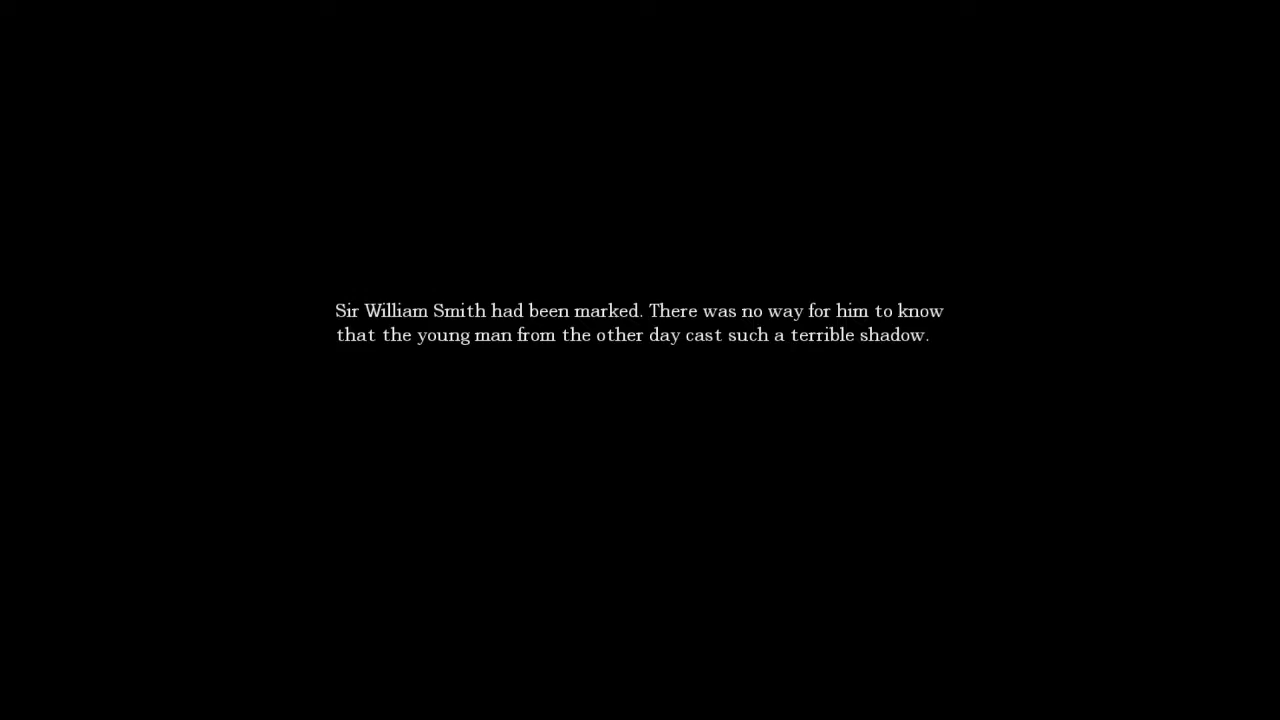 Sir William Smith had been marked. There was no way for him to know
that the young man from the other day cast such a terrible shadow.